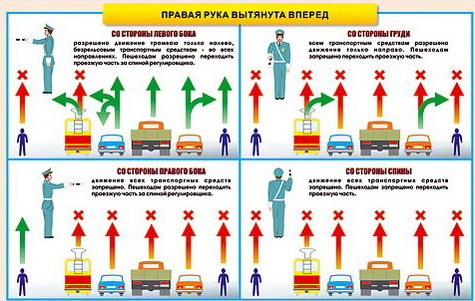 ПРАВАЯ РУКА ВЫТЯНУТА ВПЕРЕД
СО СТОРОНЫ ЛЕВОГО БОКА
разрешено движение трамваю только налево,
безрельсовым транспортным средствам - во всех
направлениях. Пешеходам разрешено переходить
проезжую часть за спиной регулировщика.
СО СТОРОНЫ ГРУДИ
всем транспортным средствам разрешено
движение только направо. Пешеходам
запрещено переходить проезжую часть.
СО СТОРОНЫ ПРАВОГО БОКА
движение всех транспортных средств
запрещено. Пешеходам разрешено переходить
проезжую часть за спиной регулировщика.
СО СТОРОНЫ СПИНЫ
движение всех транспортных средств
запрещено. Пешеходам запрещено переходить
проезжую часть.